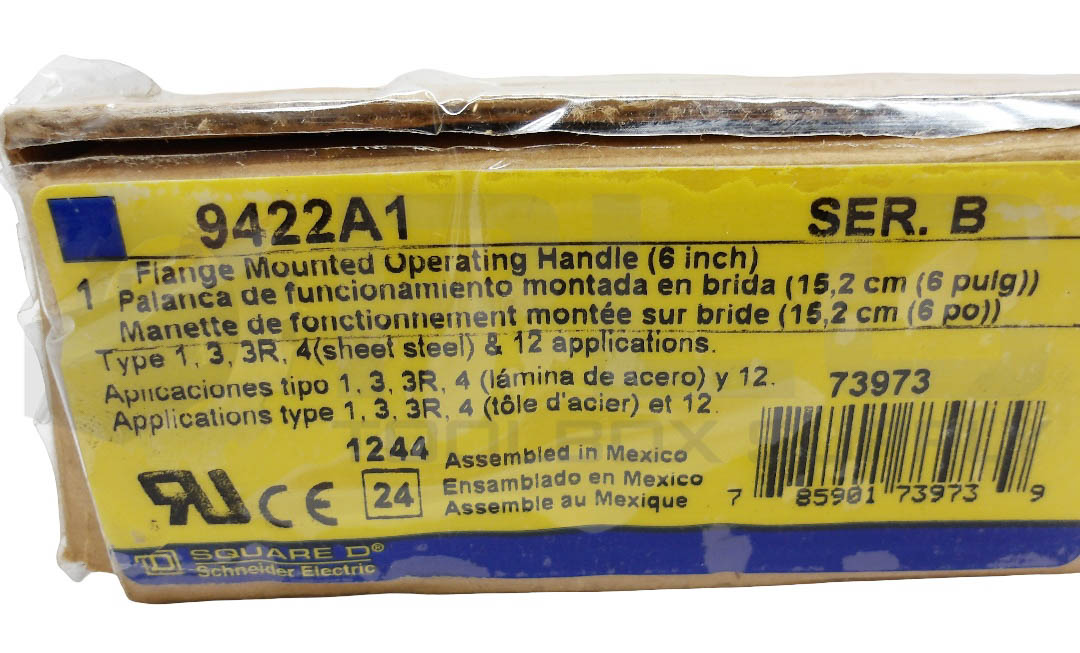 9422A1 SER. B
Flange Mounted Operating Handle (6 inch)
1 Palanca de funcionamiento montada en brida (15,2 cm (6 pulg))
Manette de fonctionnement montée sur bride (15,2 cm (6 po))
Type 1, 3, 3R, 4(sheet steel) & 12 applications.
Aplicaciones tipo 1, 3, 3R, 4 (lámina de acero) y 12.
Applications type 1, 3, 3R, 4 (tôle d'acier) et 12.
73973
1244 Assembled in Mexico
24 Ensamblado en Mexico
Assemble au Mexique
CE
7 85901 73973 9
SQUARE D®
Schneider Electric
TOOLBOX